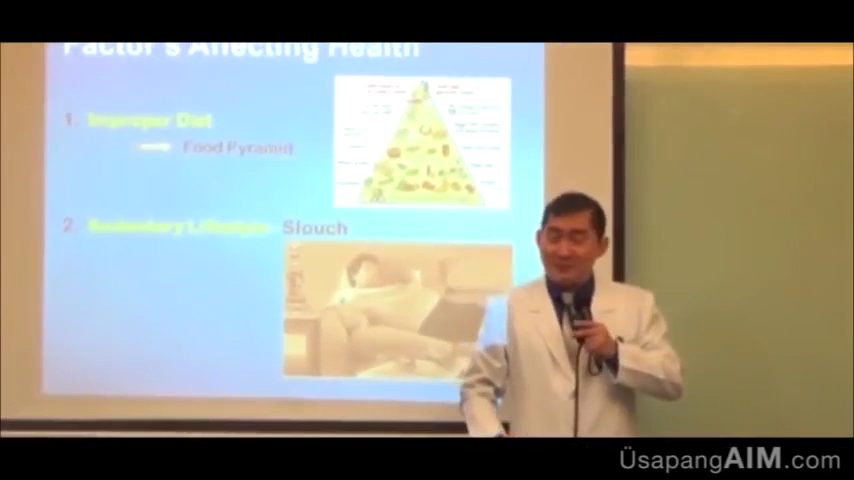 Factor's Affecting Health
1. Improper Diet
Food Pyramid
2. Sedentary Lifestyle Slouch
ÜsapangAIM.com